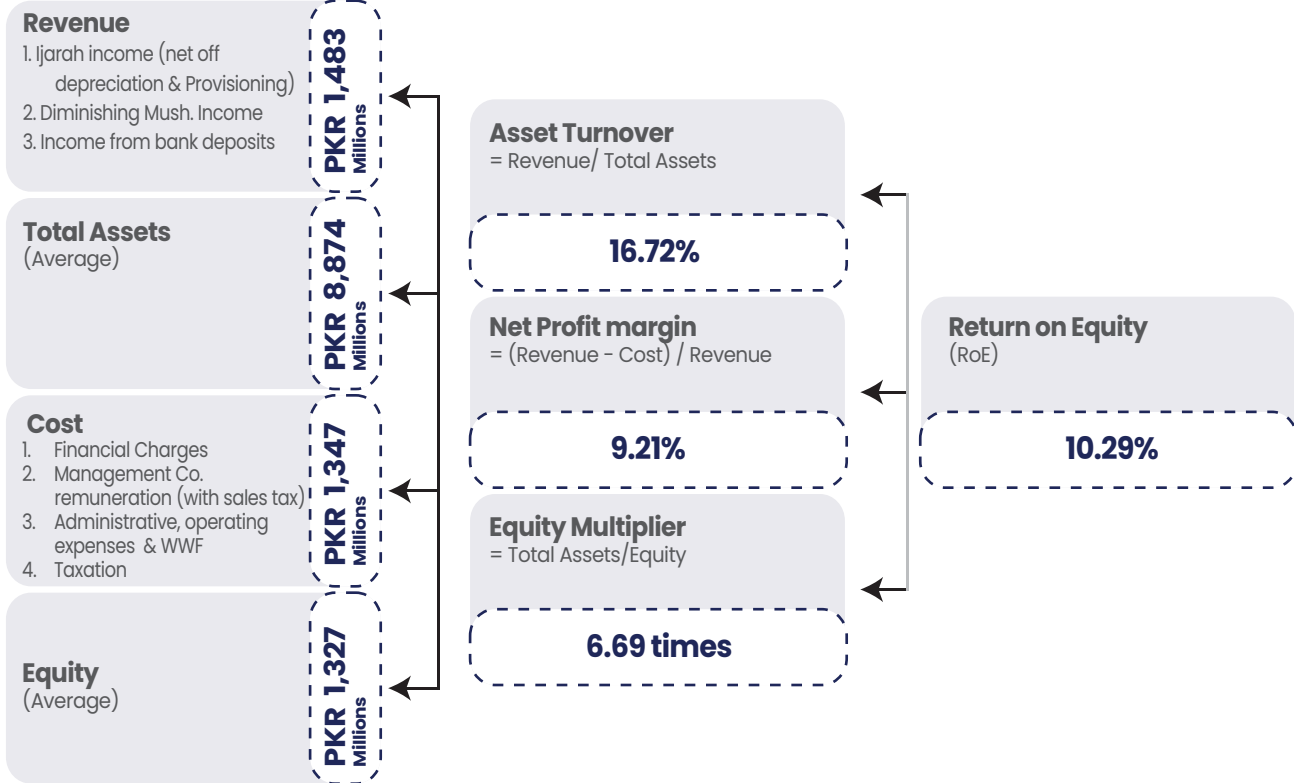 Revenue
1. Ijarah income (net off
depreciation & Provisioning)
2. Diminishing Mush. Income
3. Income from bank deposits
PKR 1,483
Millions
Total Assets
(Average)
PKR 8,874
Millions
Cost
1. Financial Charges
2. Management Co.
remuneration (with sales tax)
3. Administrative, operating
expenses & WWF
4. Taxation
PKR 1,347
Millions
Equity
(Average)
PKR 1,327
Millions
Asset Turnover
= Revenue/ Total Assets
16.72%
Net Profit margin
= (Revenue - Cost) / Revenue
9.21%
Equity Multiplier
= Total Assets/Equity
6.69 times
Return on Equity
(RoE)
10.29%